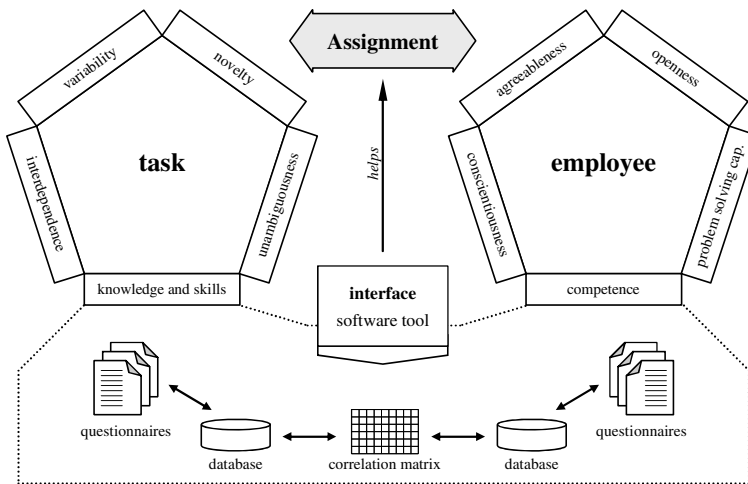 Assignment
variability
novelty
interdependence
task
unambiguousness
knowledge and skills
helps
agreeableness
openness
conscientiousness
employee
problem solving cap.
competence
interface
software tool
questionnaires
database
correlation matrix
database
questionnaires